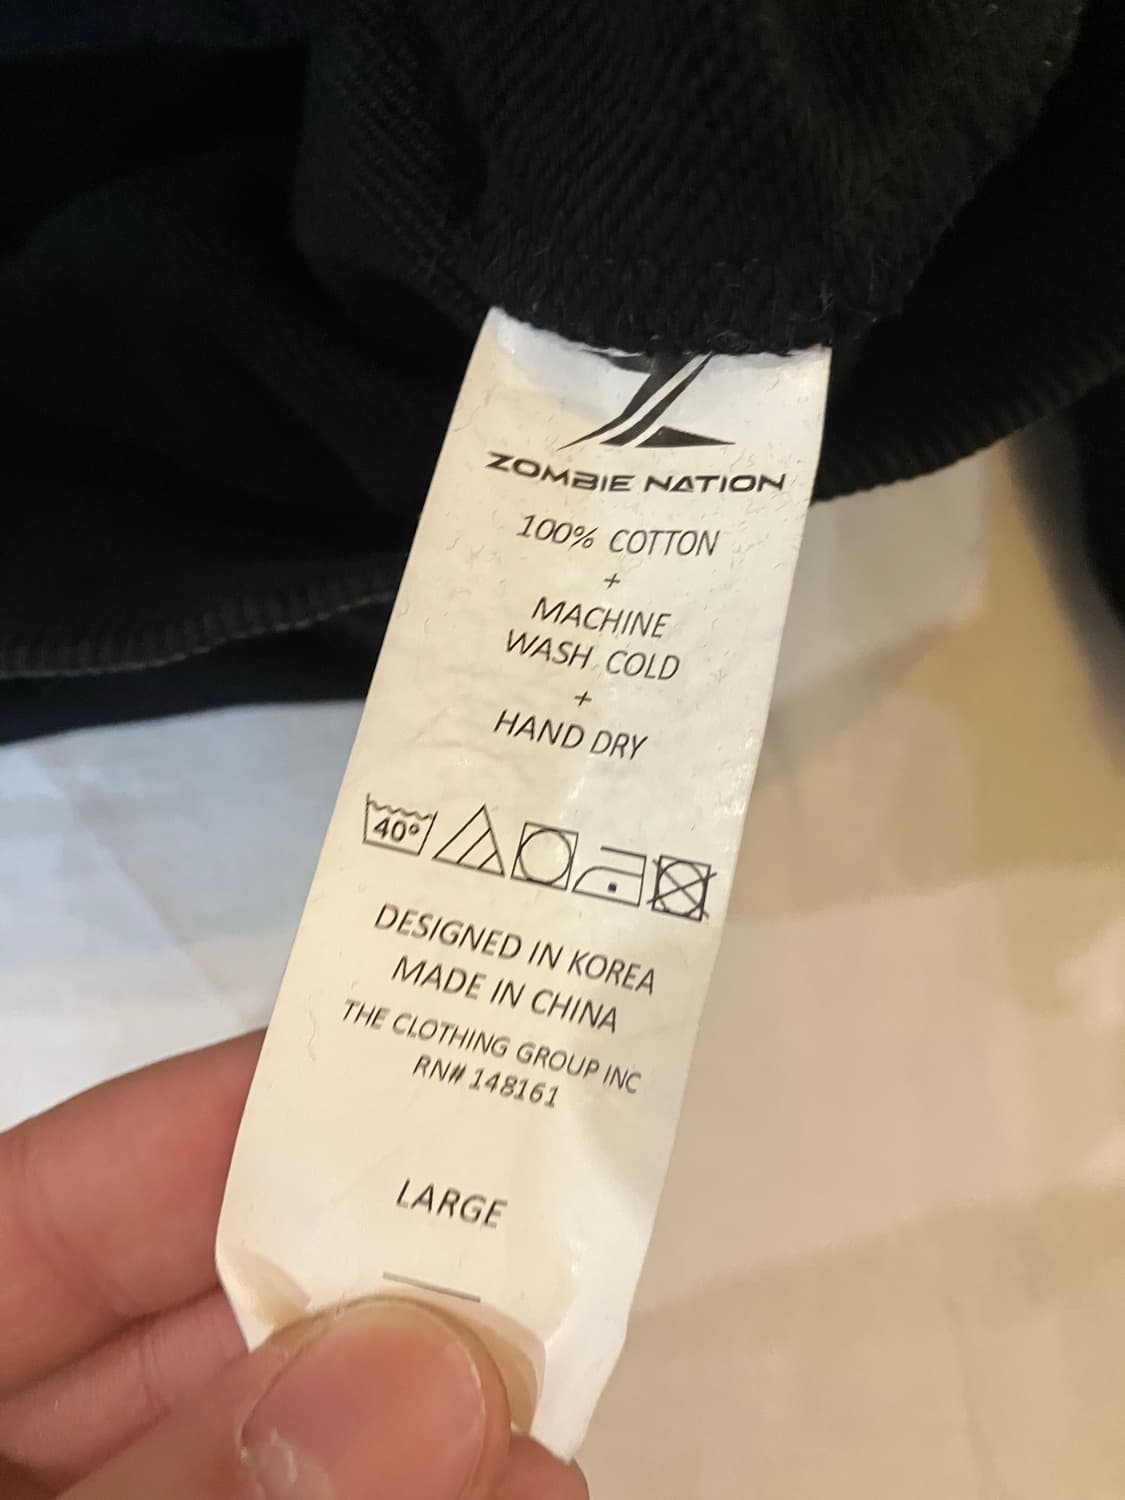 ZOMBIE NATION
100% COTTON
+
MACHINE
WASH COLD
+
HAND DRY
40°
DESIGNED IN KOREA
MADE IN CHINA
THE CLOTHING GROUP INC
RN# 148161
LARGE